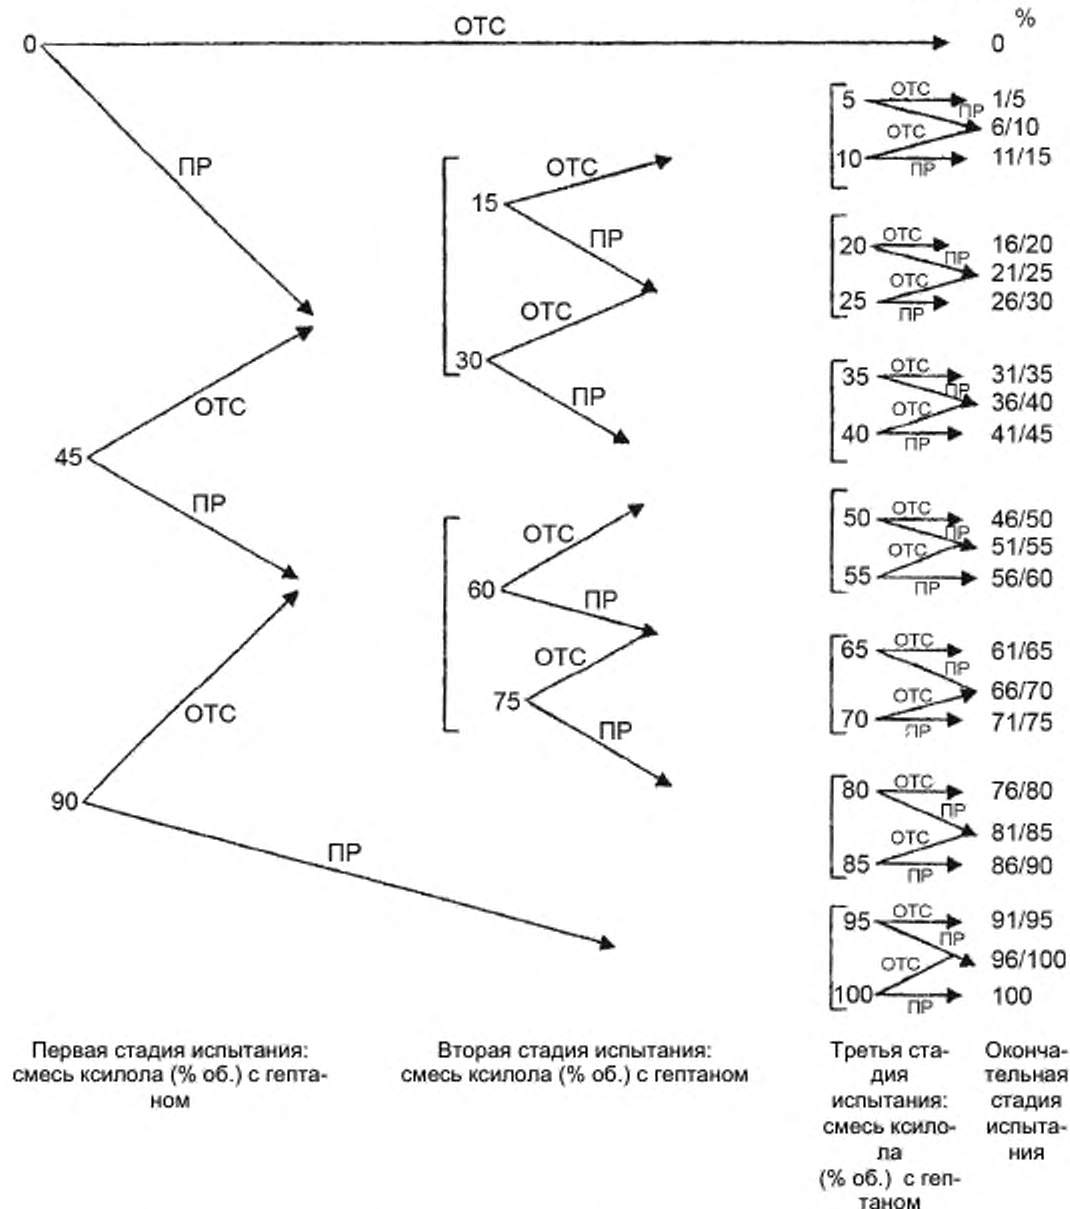 %
ОТС
0
0
ОТС
5
1/5
ПР
6/10
ОТС
10
11/15
ПР
ПР
ОТС
15
ПР
ОТС
30
ПР
ОТС
20
16/20
ПР
21/25
ОТС
25
26/30
ПР
ОТС
35
31/35
ПР
36/40
ОТС
40
41/45
ПР
ОТС
45
ПР
ОТС
50
46/50
ПР
51/55
ОТС
55
56/60
ПР
ОТС
60
ПР
ОТС
75
ПР
ОТС
65
61/65
ПР
66/70
ОТС
70
71/75
ПР
ОТС
90
ПР
ОТС
80
76/80
ПР
81/85
ОТС
85
86/90
ПР
ОТС
95
91/95
ПР
96/100
ОТС
100
100
ПР
Первая стадия испытания:
смесь ксилола (% об.) с гепта-
ном
Вторая стадия испытания:
смесь ксилола (% об.) с гептаном
Третья ста-
дия
испытания:
смесь ксило-
ла
(% об.) с геп-
таном
Оконча-
тельная
стадия
испыта-
ния